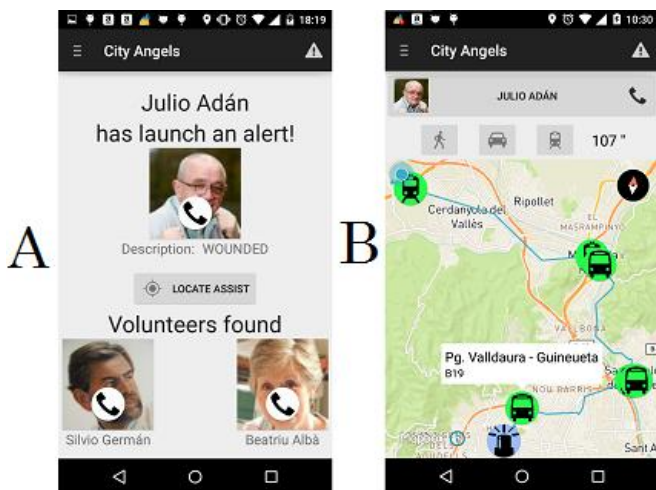 A
18:19
City Angels
Julio Adán
has launch an alert!
Description: WOUNDED
LOCATE ASSIST
Volunteers found
Silvio Germán
Beatriu Albà
B
10:30
City Angels
JULIO ADÁN
107 "
Ripollet
Cerdanyola del
Vallès
EL
MASRAMPINYO
VALLBONA
Pg. Valldaura - Guineueta
B19
NOU BARRIS
Sant A